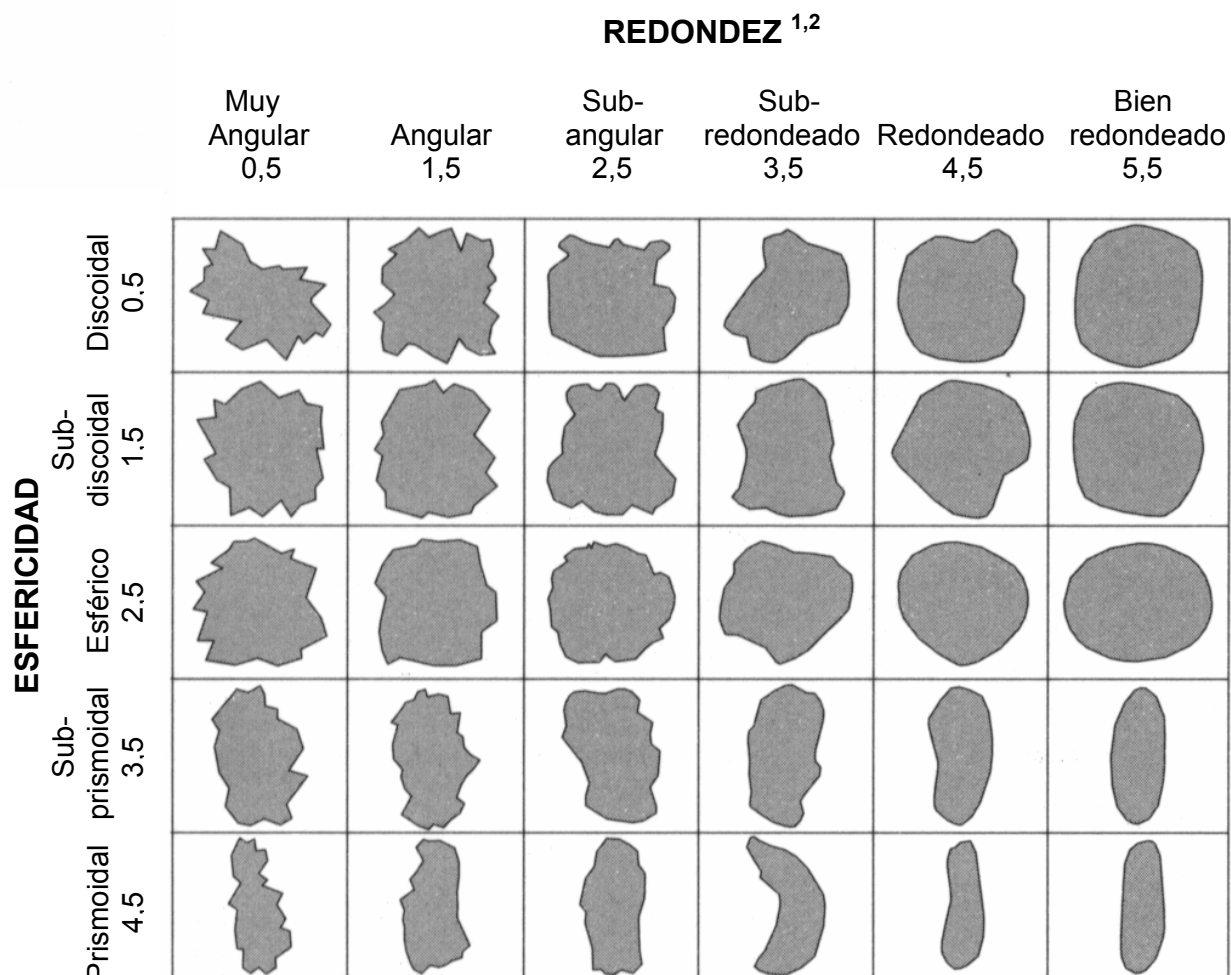 REDONDEZ 1,2
Muy
Angular
0,5
Angular
1,5
Sub-
angular
2,5
Sub-
redondeado
3,5
Redondeado
4,5
Bien
redondeado
5,5
ESFERICIDAD
Discoidal
0.5
Sub-
discoidal
1.5
Esférico
2.5
Sub-
prismoidal
3.5
Prismoidal
4.5